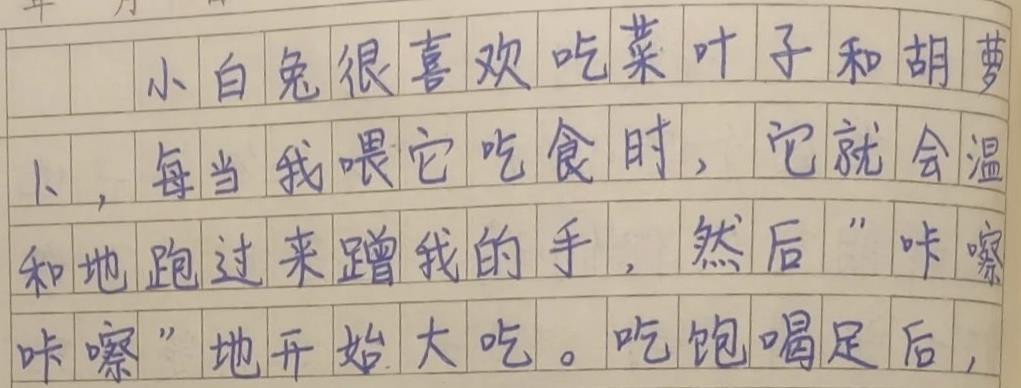 小白兔很喜欢吃菜叶子和胡萝
卜，每当我喂它吃食时，它就会温
和地跑过来蹭我的手，然后”咔嚓
咔嚓”地开始大吃。吃饱喝足后，